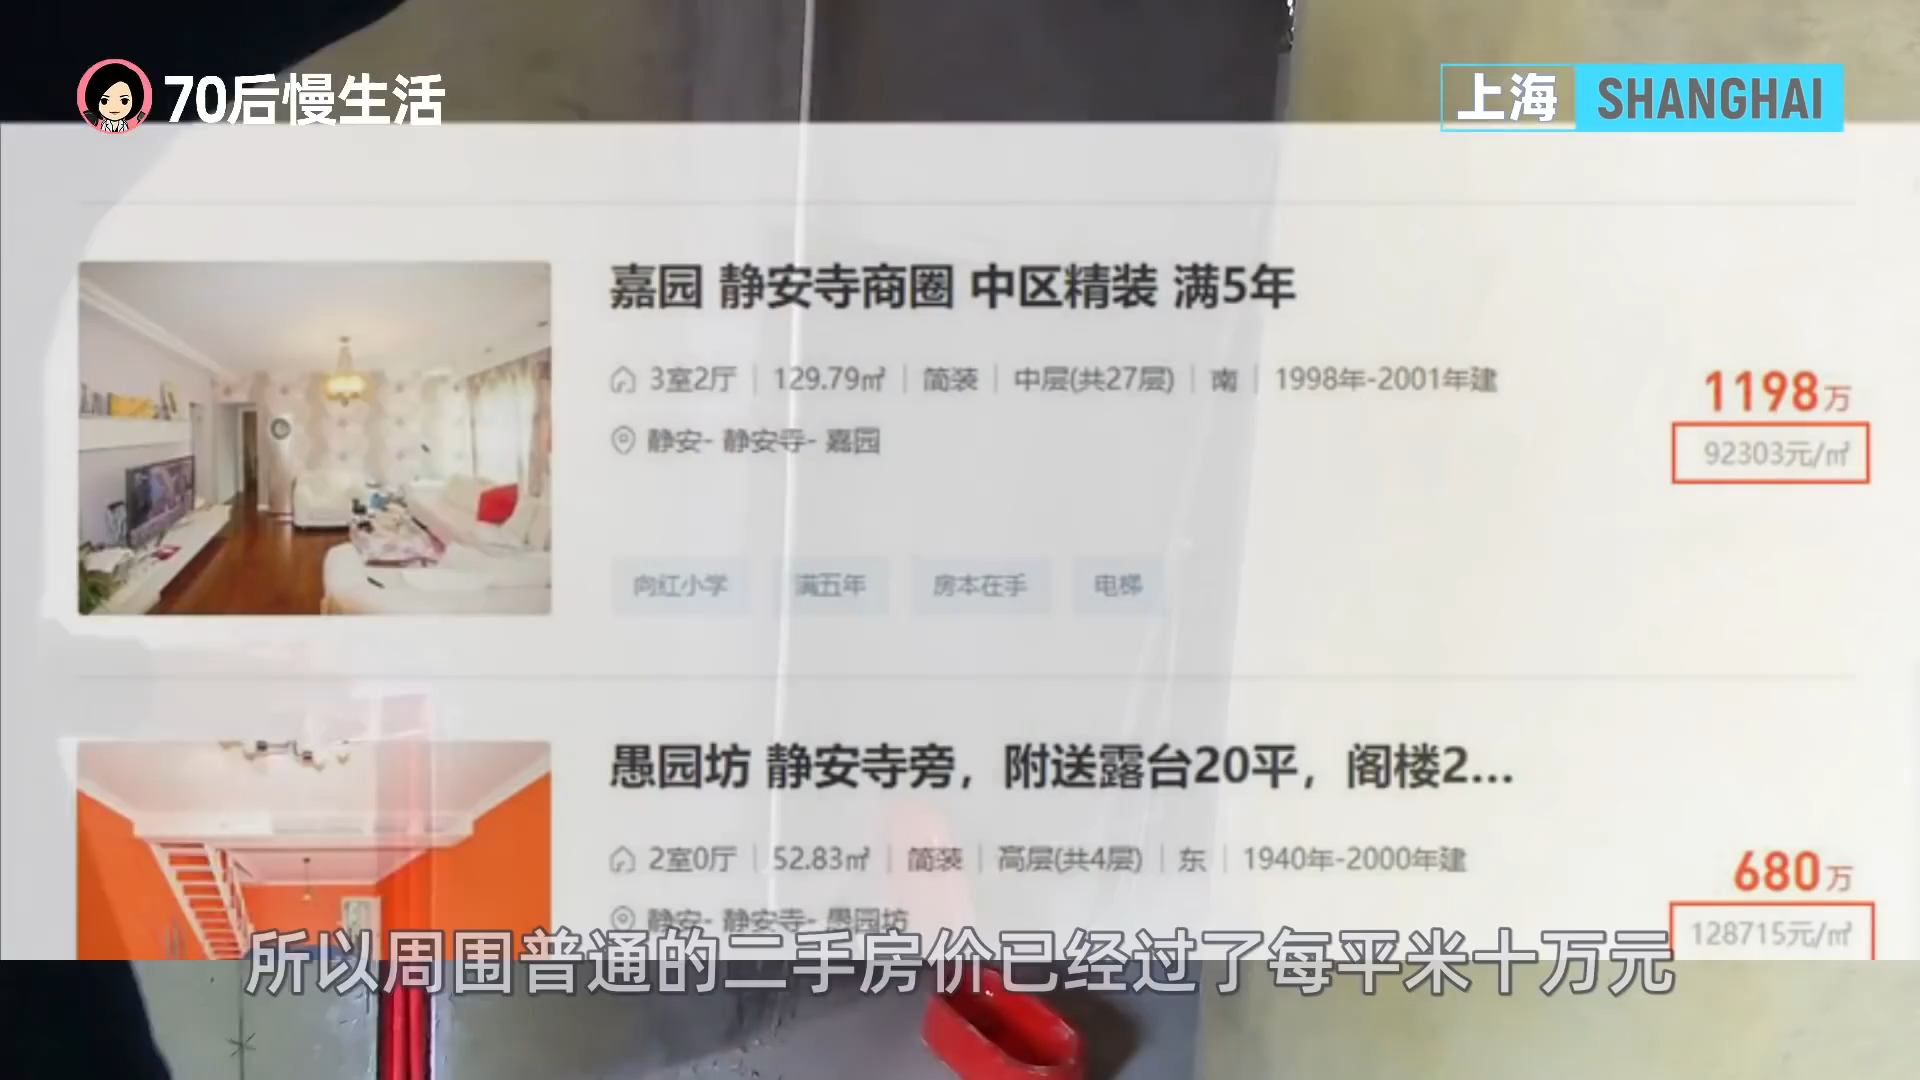 70后慢生活
上海 SHANGHAI
嘉园 静安寺商圈 中区精装 满5年
3室2厅 | 129.79㎡ | 简装 | 中层(共27层) | 南 | 1998年-2001年建
1198万
静安- 静安寺- 嘉园
92303元/㎡
向红小学 满五年 房本在手 电梯
愚园坊 静安寺旁，附送露台20平，阁楼2...
2室0厅 | 52.83㎡ | 简装 | 高层(共4层) | 东 | 1940年-2000年建
680万
静安- 静安寺- 愚园坊
128715元/㎡
所以周围普通的二手房价已经过了每平米十万元